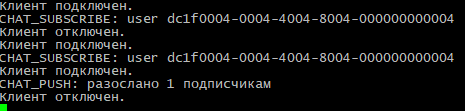 Клиент подключен.
CHAT_SUBSCRIBE: user dc1f0004-0004-4004-8004-000000000004
Клиент отключен.
Клиент подключен.
CHAT_SUBSCRIBE: user dc1f0004-0004-4004-8004-000000000004
Клиент подключен.
CHAT_PUSH: разослано 1 подписчикам
Клиент отключен.